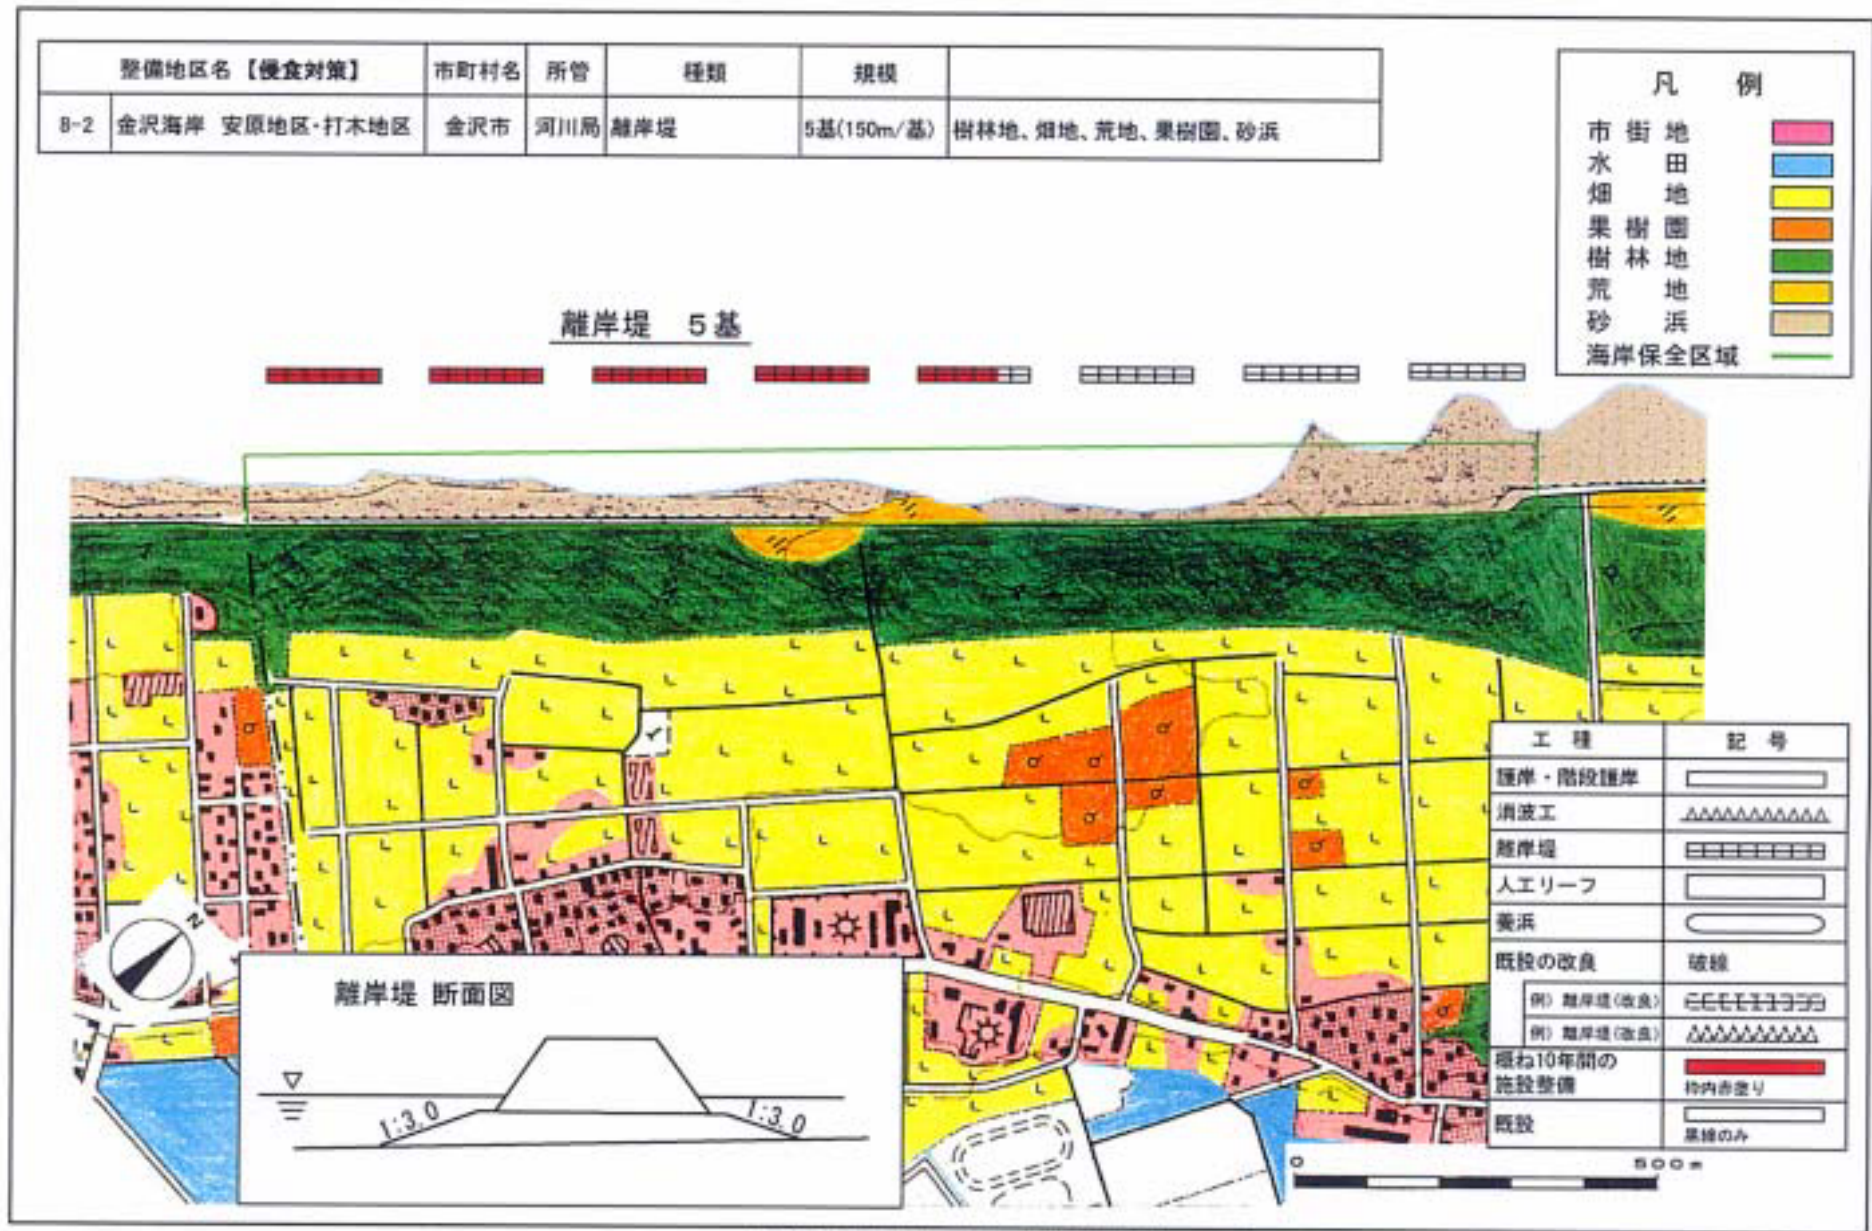 整備地区名 【侵食対策】 市町村名 所管 種類 規模
B-2 金沢海岸 安原地区・打木地区 金沢市 河川局 離岸堤 5基(150m/基) 樹林地、畑地、荒地、果樹園、砂浜
凡 例
市街地
水田
畑地
果樹園
樹林地
荒地
砂浜
海岸保全区域
離岸堤 5基
工種 記号
護岸・階段護岸
消波工
離岸堤
人工リーフ
養浜
既設の改良 破線
例) 離岸堤(改良)
例) 離岸堤(改良)
概ね10年間の
施設整備 枠内赤塗り
既設 黒線のみ
N
離岸堤 断面図
1:3.0 1:3.0
0 500m